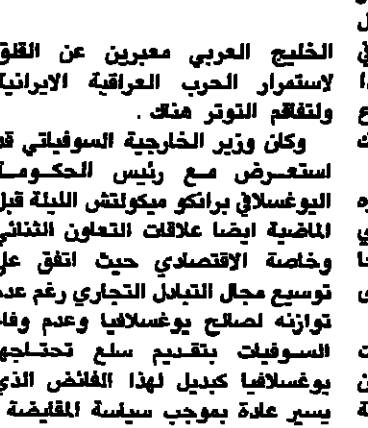 الخليج العربي معبرين عن القلق
لاستمرار الحرب العراقية الايرانية
ولتفاقم التوتر هناك .
وكان وزير الخارجية السوفياتي قد
استعرض مع رئيس الحكومة
اليوغسلافي برانكو ميكولتش الليلة قبل
الماضية ايضا علاقات التعاون الثنائي
وخاصة الاقتصادي حيث اتفق على
توسيع مجال التبادل التجاري رغم عدم
توازنه لصالح يوغسلافيا وعدم وفاء
السوفيات بتقديم سلع تحتاجها
يوغسلافيا كبديل لهذا الفائض الذي
يسير عادة بموجب سياسة المقايضة